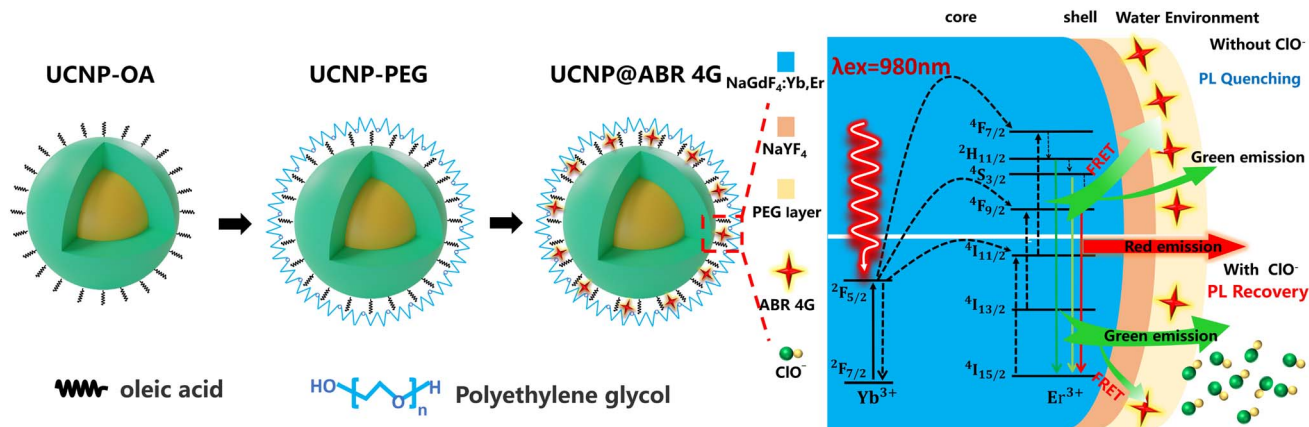 UCNP-OA
UCNP-PEG
UCNP@ABR 4G
oleic acid
HO
O
H
n
Polyethylene glycol
NaGdF₄:Yb,Er
NaYF₄
PEG layer
ABR 4G
ClO⁻
core
shell
Water Environment
λex=980nm
Without ClO⁻
PL Quenching
⁴F₇/₂
²H₁₁/₂
⁴S₃/₂
FRET
Green emission
⁴F₉/₂
Red emission
⁴I₁₁/₂
With ClO⁻
PL Recovery
²F₅/₂
⁴I₁₃/₂
Green emission
²F₇/₂
⁴I₁₅/₂
FRET
Yb³⁺
Er³⁺